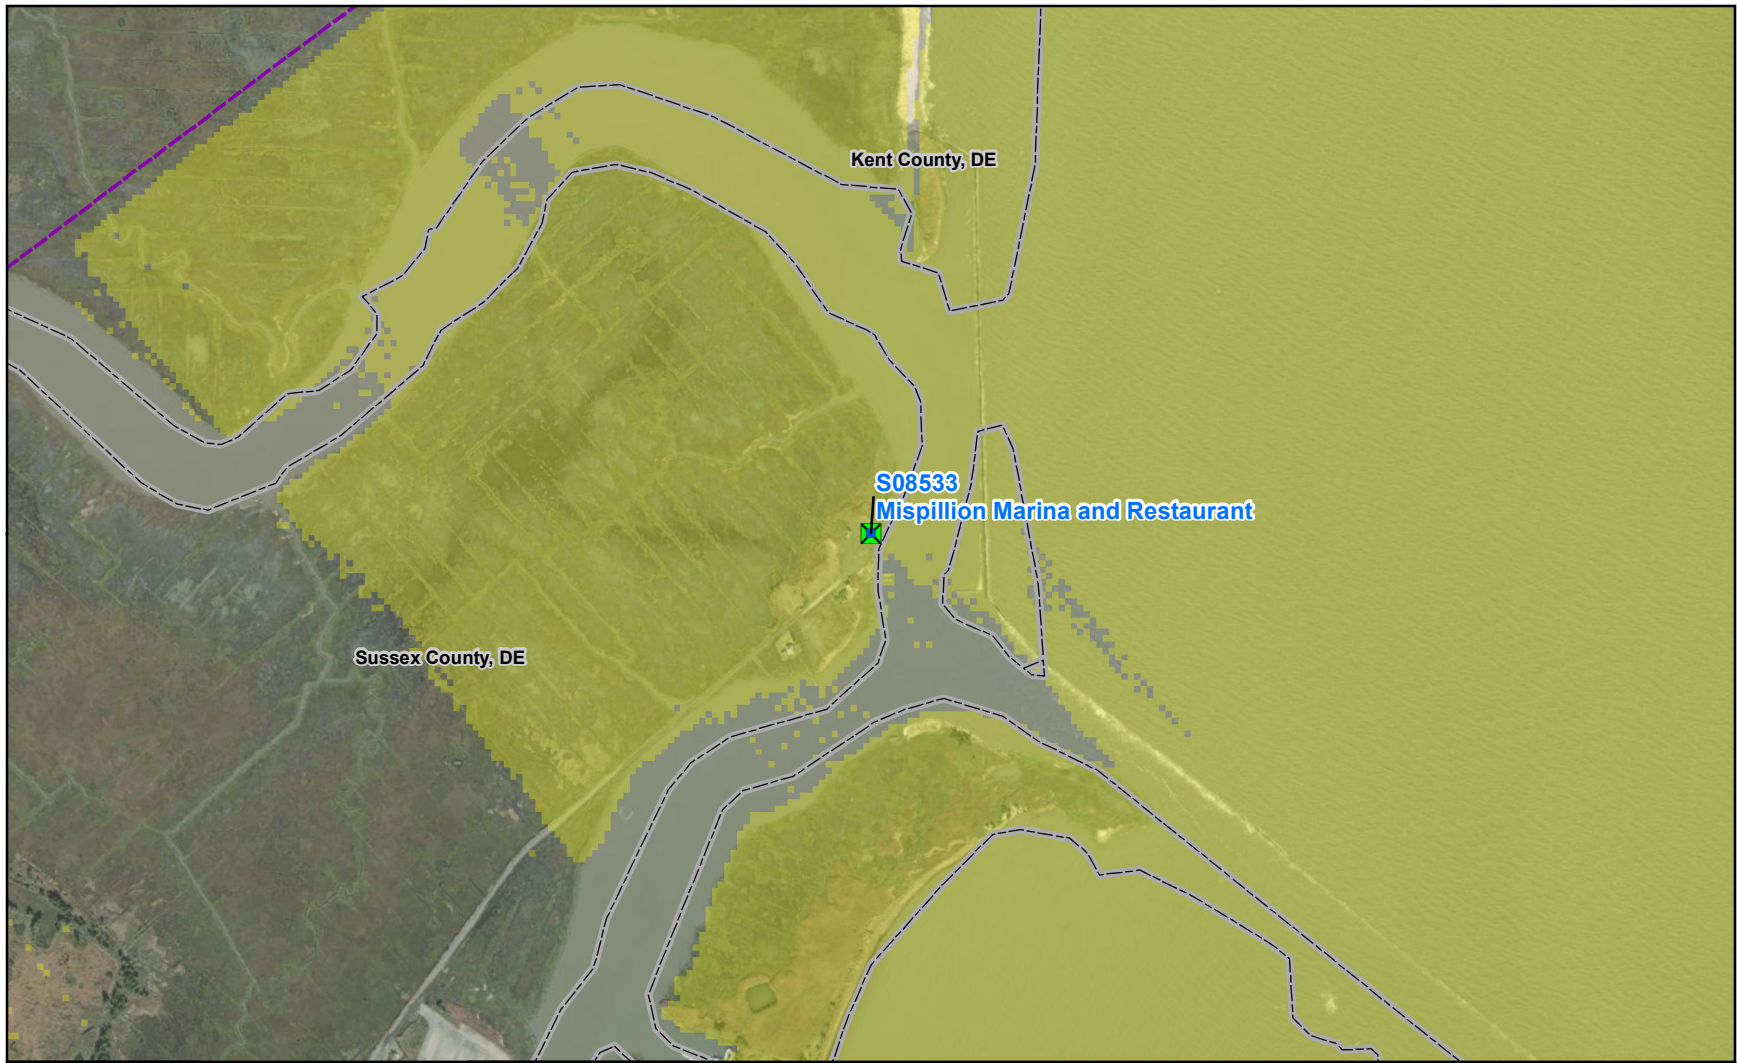 Kent County, DE
S08533
Mispillion Marina and Restaurant
Sussex County, DE